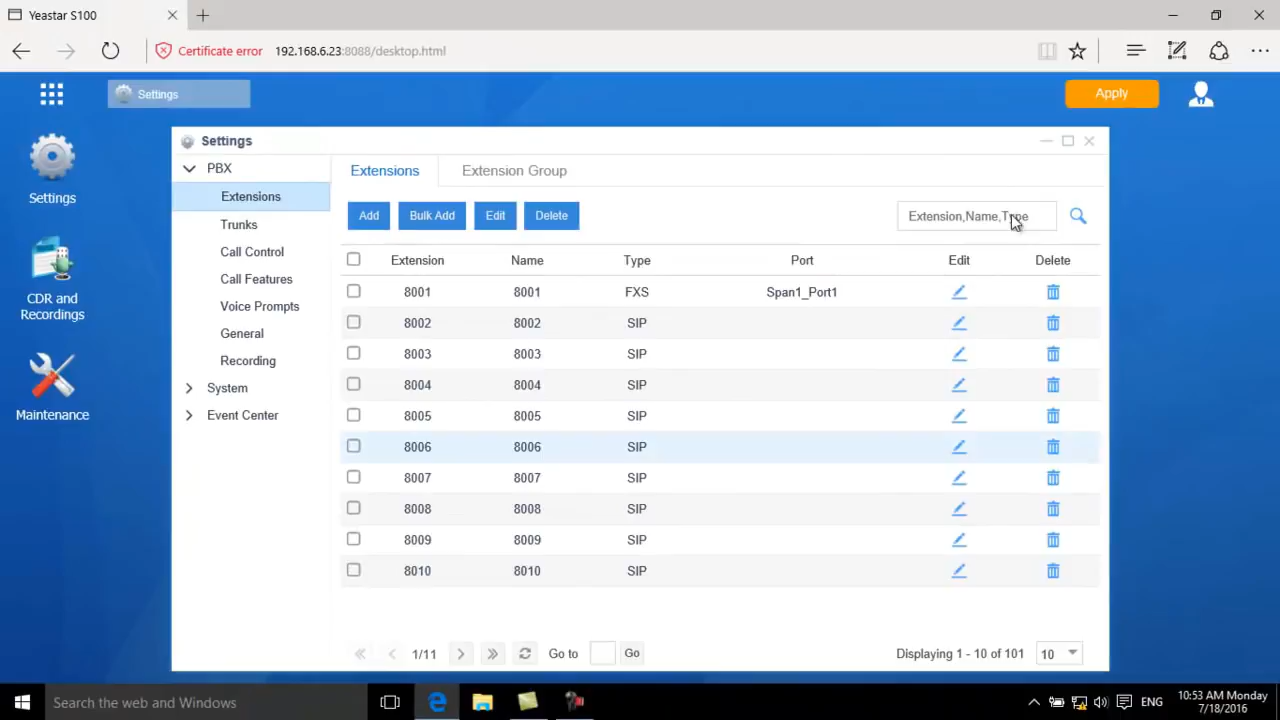 Yeastar S100
Certificate error 192.168.6.23:8088/desktop.html
Settings
Apply
Settings
CDR and
Recordings
Maintenance
Settings
PBX
Extensions
Trunks
Call Control
Call Features
Voice Prompts
General
Recording
System
Event Center
Extensions Extension Group
Add Bulk Add Edit Delete Extension,Name,Type
Extension Name Type Port Edit Delete
8001 8001 FXS Span1_Port1
8002 8002 SIP
8003 8003 SIP
8004 8004 SIP
8005 8005 SIP
8006 8006 SIP
8007 8007 SIP
8008 8008 SIP
8009 8009 SIP
8010 8010 SIP
1/11 Go to Go Displaying 1 - 10 of 101 10
Search the web and Windows
ENG
10:53 AM Monday
7/18/2016